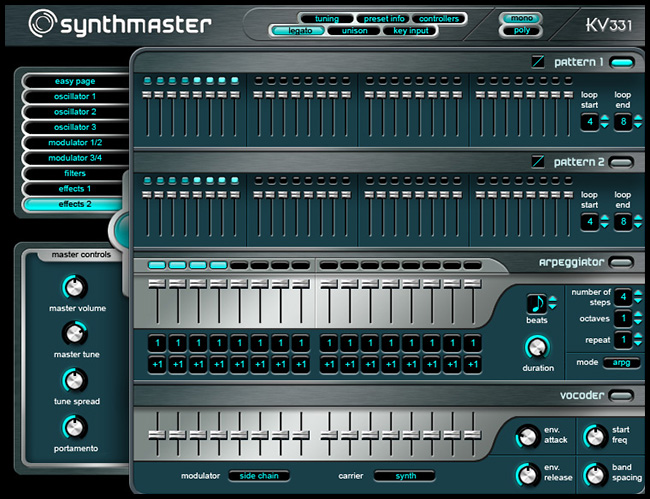 synthmaster
tuning preset info controllers
legato unison key input
mono
poly
KV331
easy page
oscillator 1
oscillator 2
oscillator 3
modulator 1/2
modulator 3/4
filters
effects 1
effects 2
master controls
master volume
master tune
tune spread
portamento
pattern 1
loop start
loop end
4 8
pattern 2
loop start
loop end
4 8
Arpeggiator
beats
duration
number of steps 4
octaves 1
repeat 1
mode arpg
1 1 1 1 1 1 1 1 1 1 1 1 1 1 1 1
+1 +1 +1 +1 +1 +1 +1 +1 +1 +1 +1 +1 +1 +1 +1 +1
vocoder
env. attack
start freq
env. release
band spacing
modulator side chain carrier synth